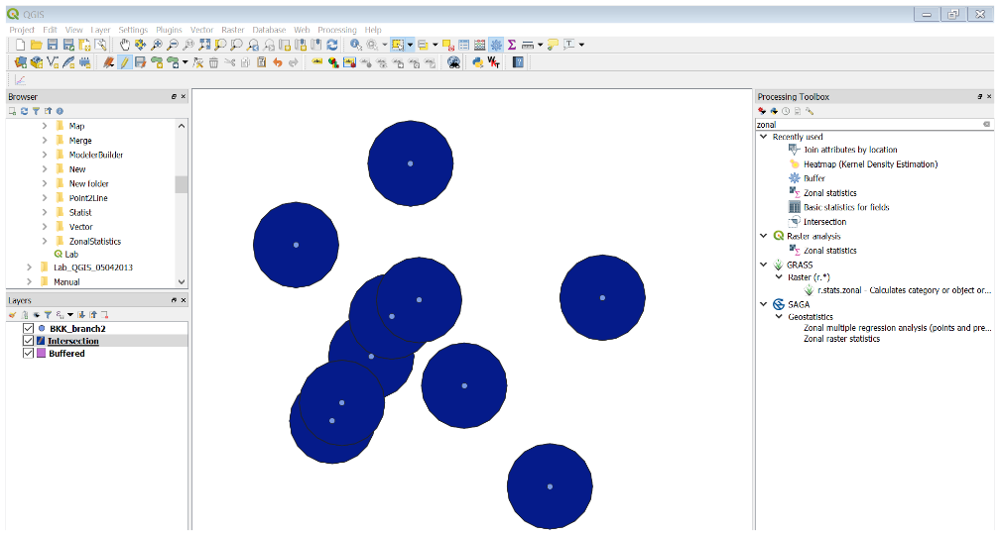 QGIS
Project Edit View Layer Settings Plugins Vector Raster Database Web Processing Help
Browser
Map
Merge
ModelerBuilder
New
New folder
Point2Line
Statist
Vector
ZonalStatistics
Lab
Lab_QGIS_05042013
Manual
Layers
BKK_branch2
Intersection
Buffered
Processing Toolbox
zonal
Recently used
Join attributes by location
Heatmap (Kernel Density Estimation)
Buffer
Zonal statistics
Basic statistics for fields
Intersection
Raster analysis
Zonal statistics
GRASS
Raster (r.*)
r.stats.zonal - Calculates category or object or...
SAGA
Geostatistics
Zonal multiple regression analysis (points and pre...
Zonal raster statistics